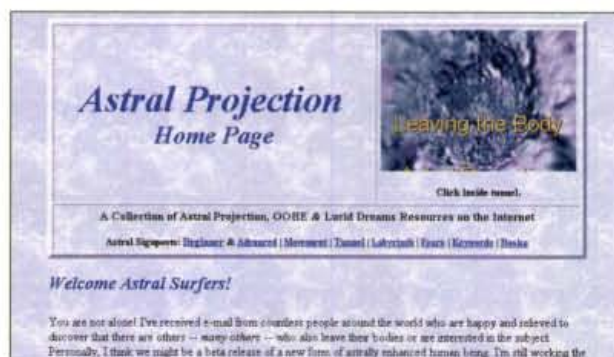 Astral Projection
Home Page
Leaving the Body
Click inside tunnel.
A Collection of Astral Projection, OOBE & Lucid Dreams Resources on the Internet
Astral Signposts: Beginner & Advanced | Movement | Tunnel | Labyrinth | Keywords | Books
Welcome Astral Surfers!
You are not alone! I've received e-mail from countless people around the world who are happy and relieved to
discover that there are others -- many others -- who also leave their bodies or are interested in the subject
Personally, I think we might be a beta release of a new form of astrally enhanced human being. I'm still working the